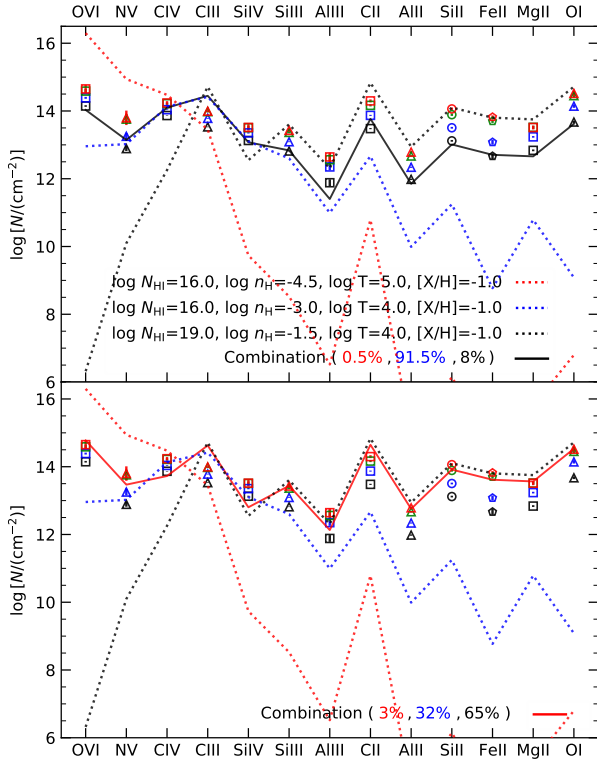 OVI NV CIV CIII SiIV SiIII AlIII CII AlII SiII FeII MgII OI
16
14
12
10
8
6
log[N/(cm⁻²)]
log N_HI=16.0, log n_H=-4.5, log T=5.0, [X/H]=-1.0
log N_HI=16.0, log n_H=-3.0, log T=4.0, [X/H]=-1.0
log N_HI=19.0, log n_H=-1.5, log T=4.0, [X/H]=-1.0
Combination ( 0.5% , 91.5% , 8% )
16
14
12
10
8
6
log[N/(cm⁻²)]
Combination ( 3% , 32% , 65% )
OVI NV CIV CIII SiIV SiIII AlIII CII AlII SiII FeII MgII OI